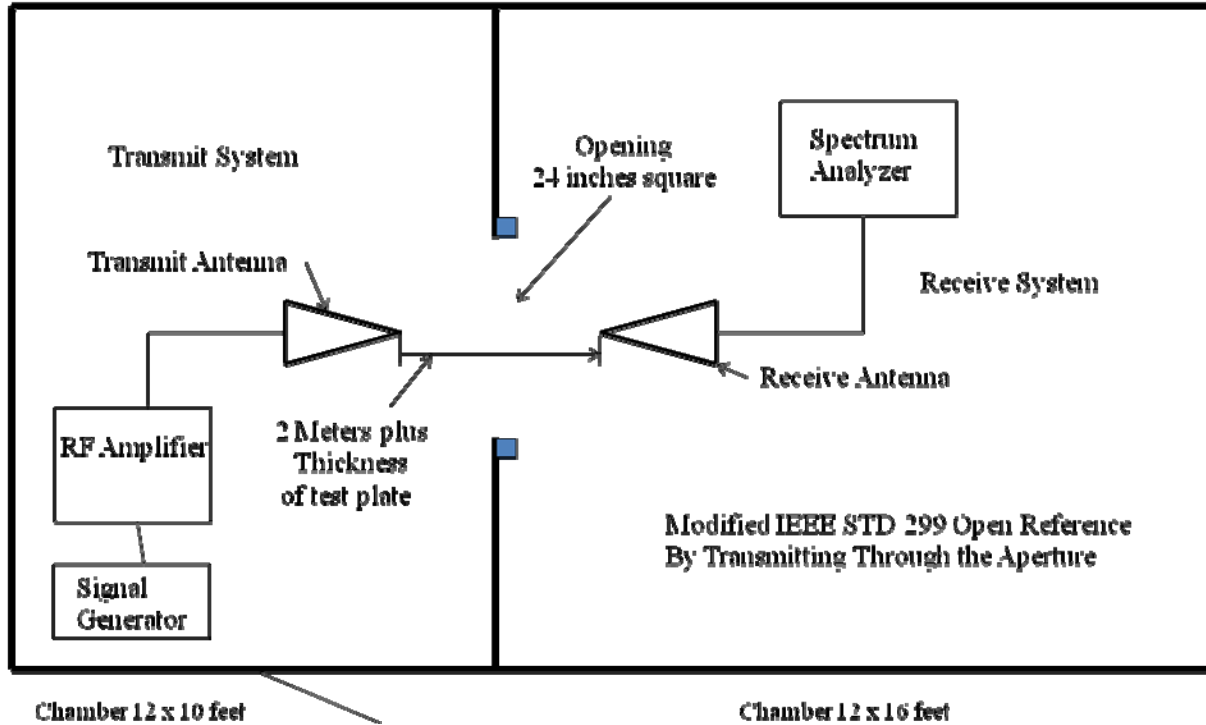 Transmit System
Opening
24 inches square
Spectrum
Analyzer
Transmit Antenna
Receive System
Receive Antenna
RF Amplifier
2 Meters plus
Thickness
of test plate
Signal
Generator
Modified IEEE STD 299 Open Reference
By Transmitting Through the Aperture
Chamber 12 x 10 feet
Chamber 12 x 16 feet